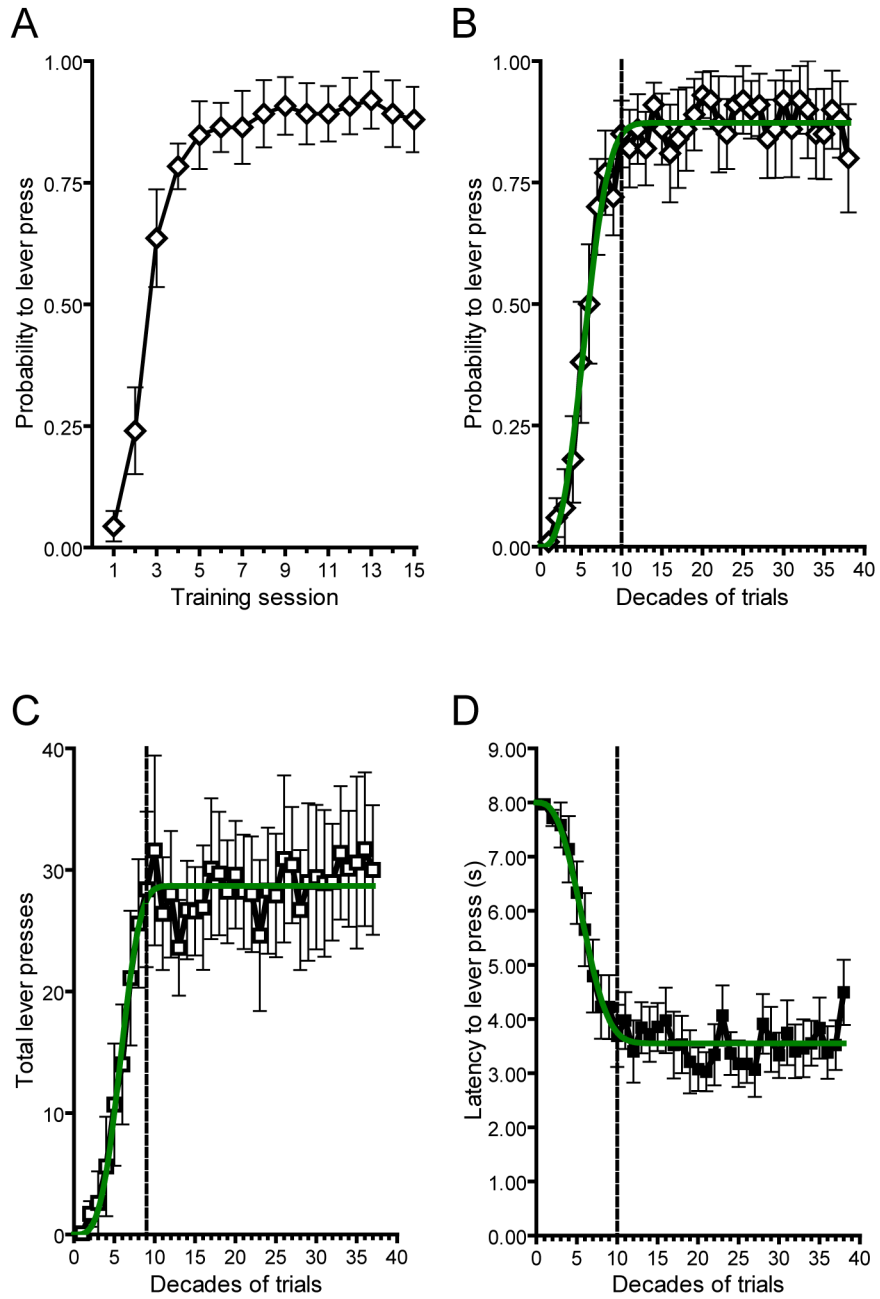 A
1.00
0.75
0.50
0.25
0.00
Probability to lever press
1 3 5 7 9 11 13 15
Training session
B
1.00
0.75
0.50
0.25
0.00
Probability to lever press
0 5 10 15 20 25 30 35 40
Decades of trials
C
40
30
20
10
0
Total lever presses
0 5 10 15 20 25 30 35 40
Decades of trials
D
9.00
8.00
7.00
6.00
5.00
4.00
3.00
2.00
1.00
0.00
Latency to lever press (s)
0 5 10 15 20 25 30 35 40
Decades of trials